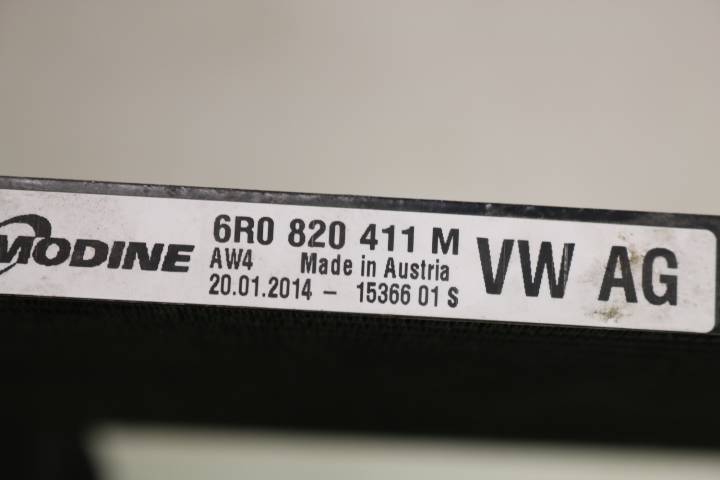 MODINE
6R0 820 411 M
AW4 Made in Austria
20.01.2014 – 15366 01 S
VW AG